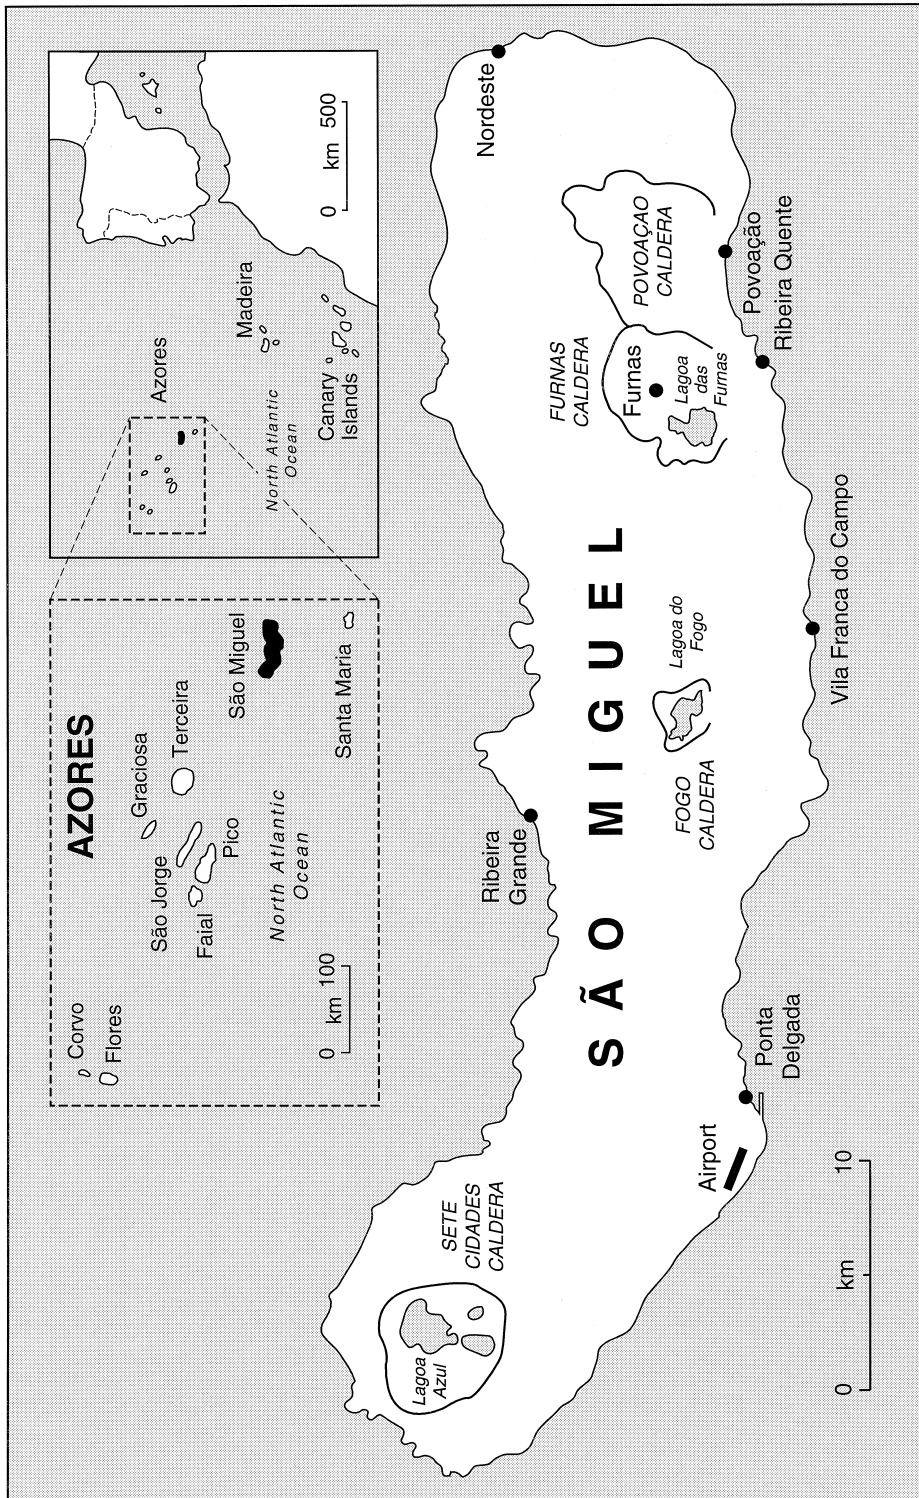 AZORES
Corvo
Flores
Graciosa
São Jorge
Terceira
Faial
Pico
São Miguel
Santa Maria
North Atlantic
Ocean
0 km 100
Azores
Madeira
North Atlantic
Ocean
Canary
Islands
0 km 500
SETE
CIDADES
CALDERA
Lagoa
Azul
Ribeira
Grande
Nordeste
SÃO MIGUEL
FURNAS
CALDERA
Furnas
Lagoa
das
Furnas
POVOAÇAO
CALDERA
Lagoa do
Fogo
FOGO
CALDERA
Airport
Ponta
Delgada
Vila Franca do Campo
Povoação
Ribeira Quente
0 km 10